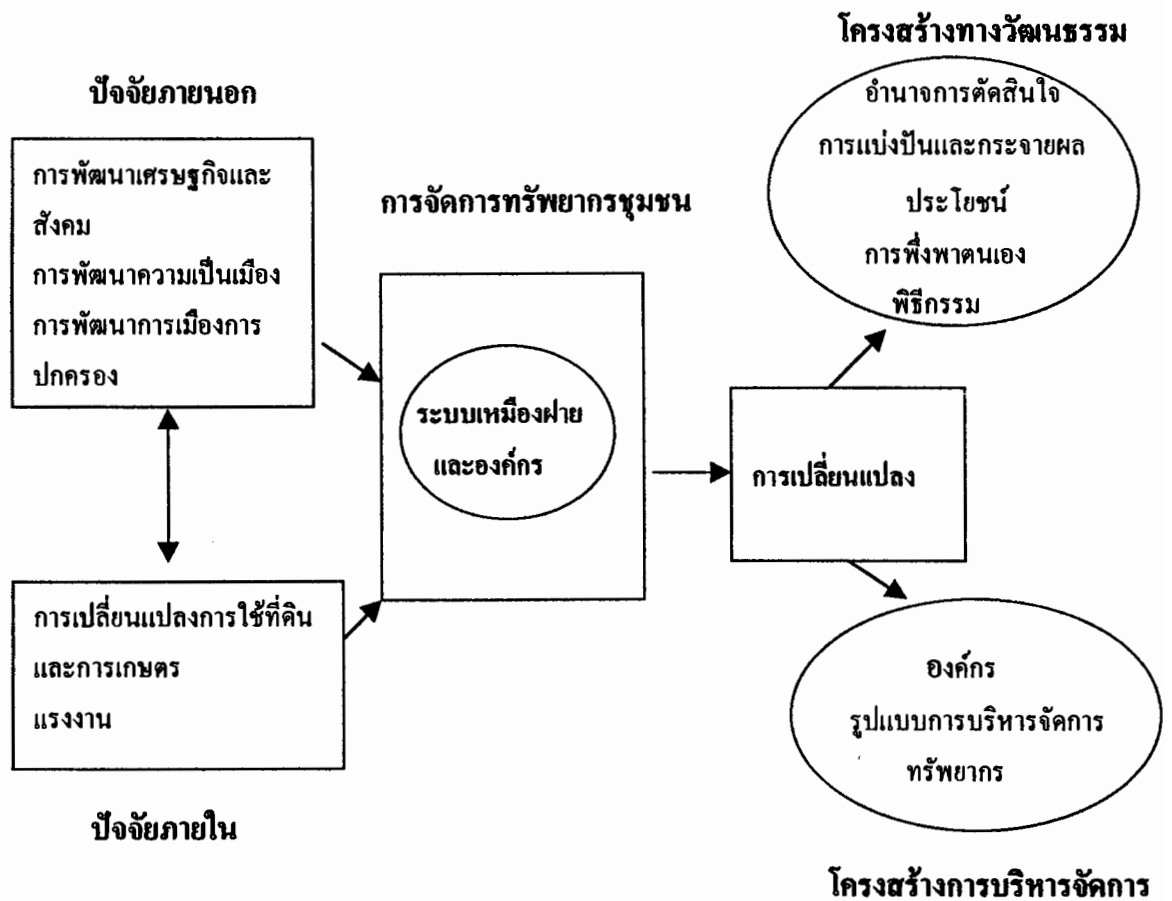 โครงสร้างทางวัฒนธรรม
อำนาจการตัดสินใจ
การแบ่งปันและกระจายผล
ประโยชน์
การพึ่งพาตนเอง
พิธีกรรม
ปัจจัยภายนอก
การพัฒนาเศรษฐกิจและ
สังคม
การพัฒนาความเป็นเมือง
การพัฒนาการเมืองการ
ปกครอง
การจัดการทรัพยากรชุมชน
ระบบเหมืองฝาย
และองค์กร
การเปลี่ยนแปลง
การเปลี่ยนแปลงการใช้ที่ดิน
และการเกษตร
แรงงาน
ปัจจัยภายใน
องค์กร
รูปแบบการบริหารจัดการ
ทรัพยากร
โครงสร้างการบริหารจัดการ